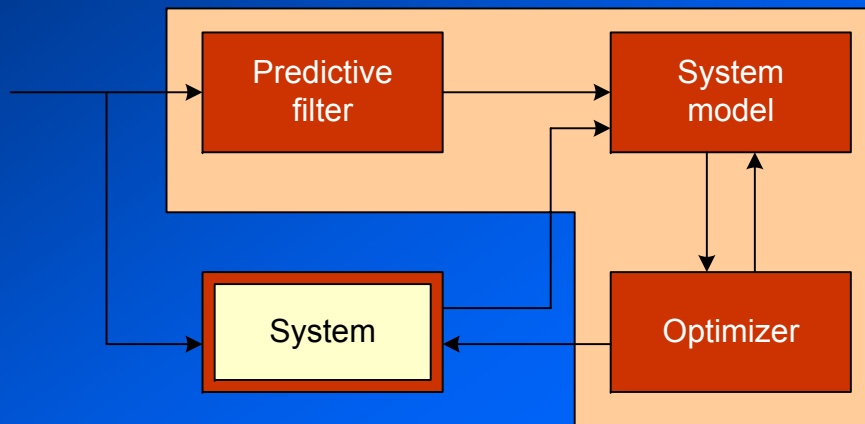 Predictive
filter
System
model
System
Optimizer